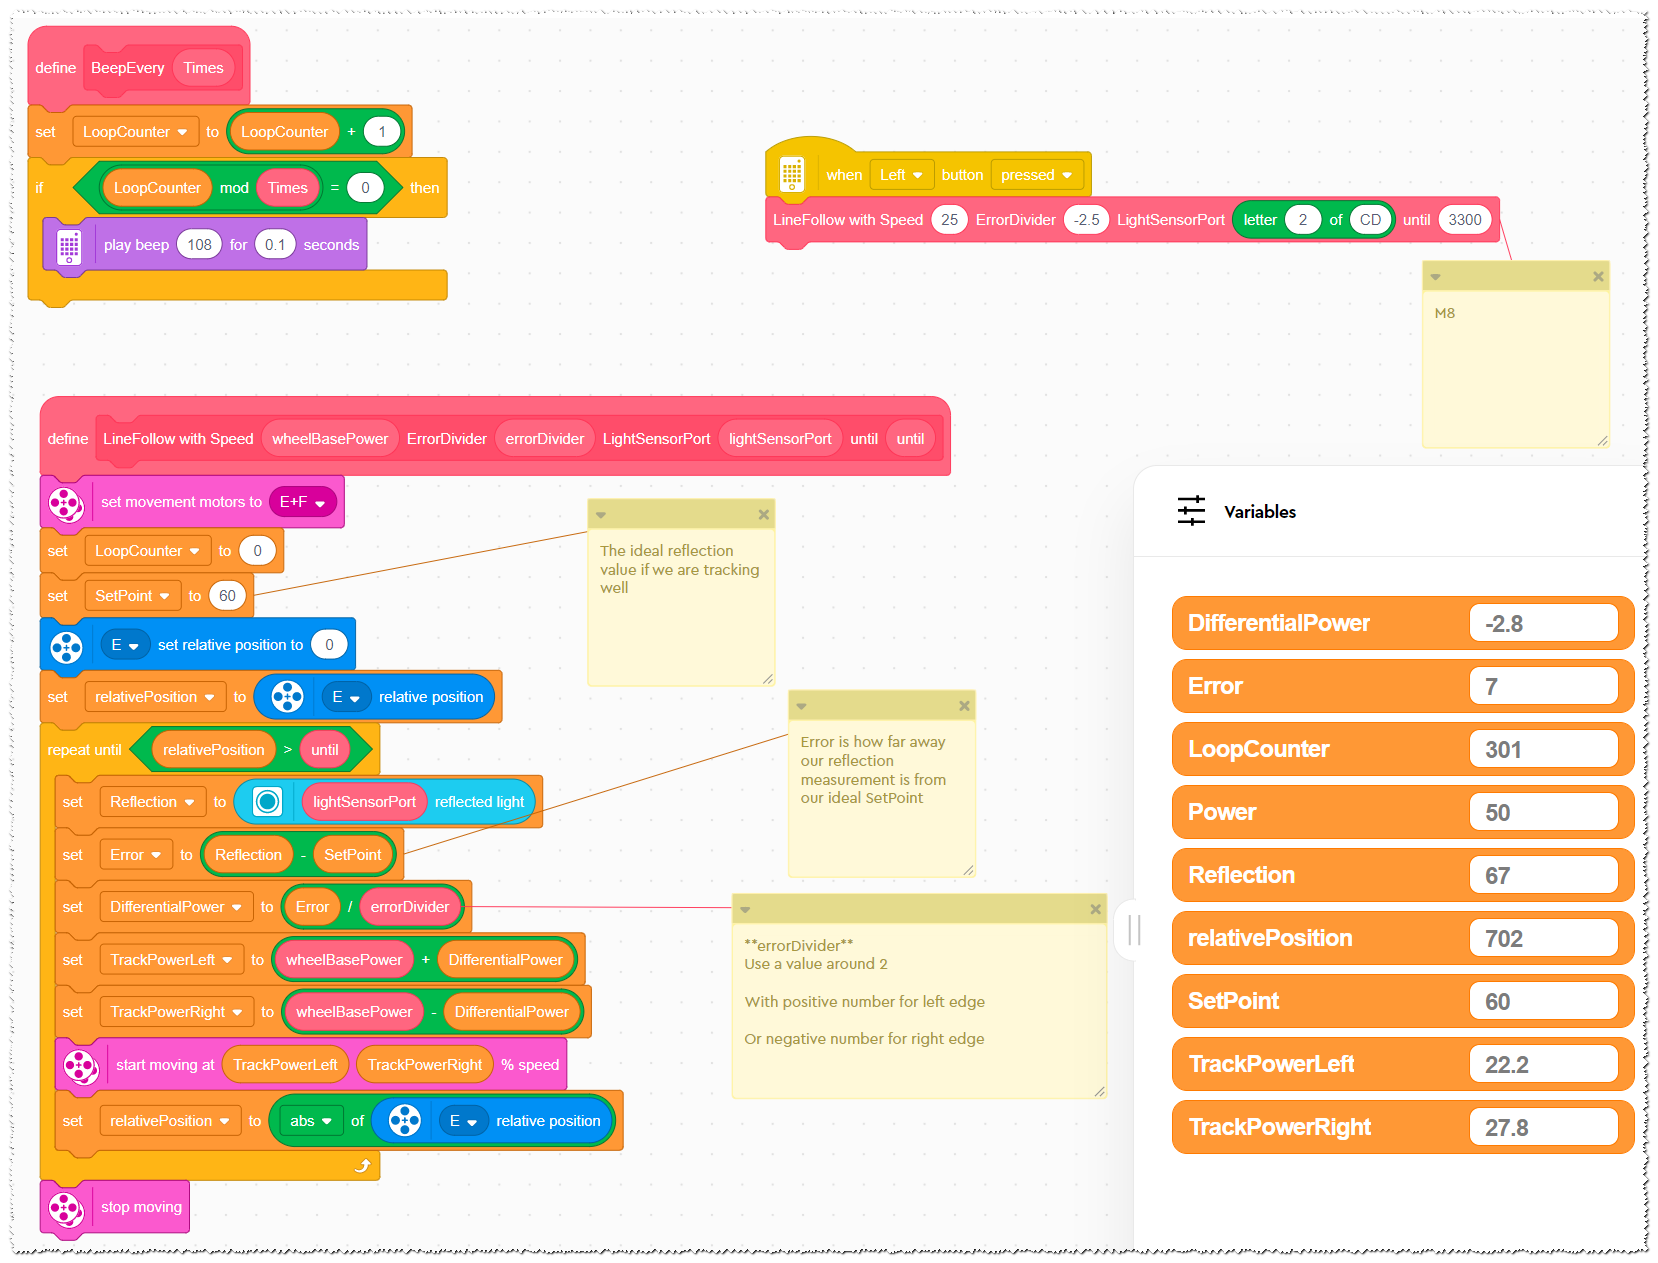 define BeepEvery Times
set LoopCounter to LoopCounter + 1
if LoopCounter mod Times = 0 then
play beep 108 for 0.1 seconds
when Left button pressed
LineFollow with Speed 25 ErrorDivider -2.5 LightSensorPort letter 2 of CD until 3300
M8
define LineFollow with Speed wheelBasePower ErrorDivider errorDivider LightSensorPort lightSensorPort until until
set movement motors to E+F
set LoopCounter to 0
set SetPoint to 60
The ideal reflection
value if we are tracking
well
E set relative position to 0
set relativePosition to E relative position
repeat until relativePosition > until
set Reflection to lightSensorPort reflected light
set Error to Reflection - SetPoint
Error is how far away
our reflection
measurement is from
our ideal SetPoint
set DifferentialPower to Error / errorDivider
**errorDivider**
Use a value around 2
With positive number for left edge
Or negative number for right edge
set TrackPowerLeft to wheelBasePower + DifferentialPower
set TrackPowerRight to wheelBasePower - DifferentialPower
start moving at TrackPowerLeft TrackPowerRight % speed
set relativePosition to abs of E relative position
stop moving
Variables
DifferentialPower -2.8
Error 7
LoopCounter 301
Power 50
Reflection 67
relativePosition 702
SetPoint 60
TrackPowerLeft 22.2
TrackPowerRight 27.8